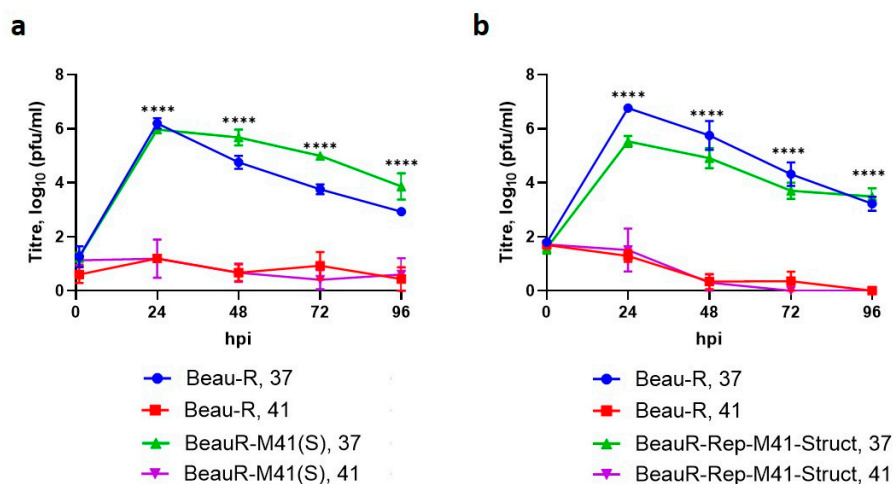 a
8
6
4
2
0
Titre, log10 (pfu/ml)
**** **** **** ****
0 24 48 72 96
hpi
Beau-R, 37
Beau-R, 41
BeauR-M41(S), 37
BeauR-M41(S), 41
b
8
6
4
2
0
Titre, log10 (pfu/ml)
**** **** **** ****
0 24 48 72 96
hpi
Beau-R, 37
Beau-R, 41
BeauR-Rep-M41-Struct, 37
BeauR-Rep-M41-Struct, 41